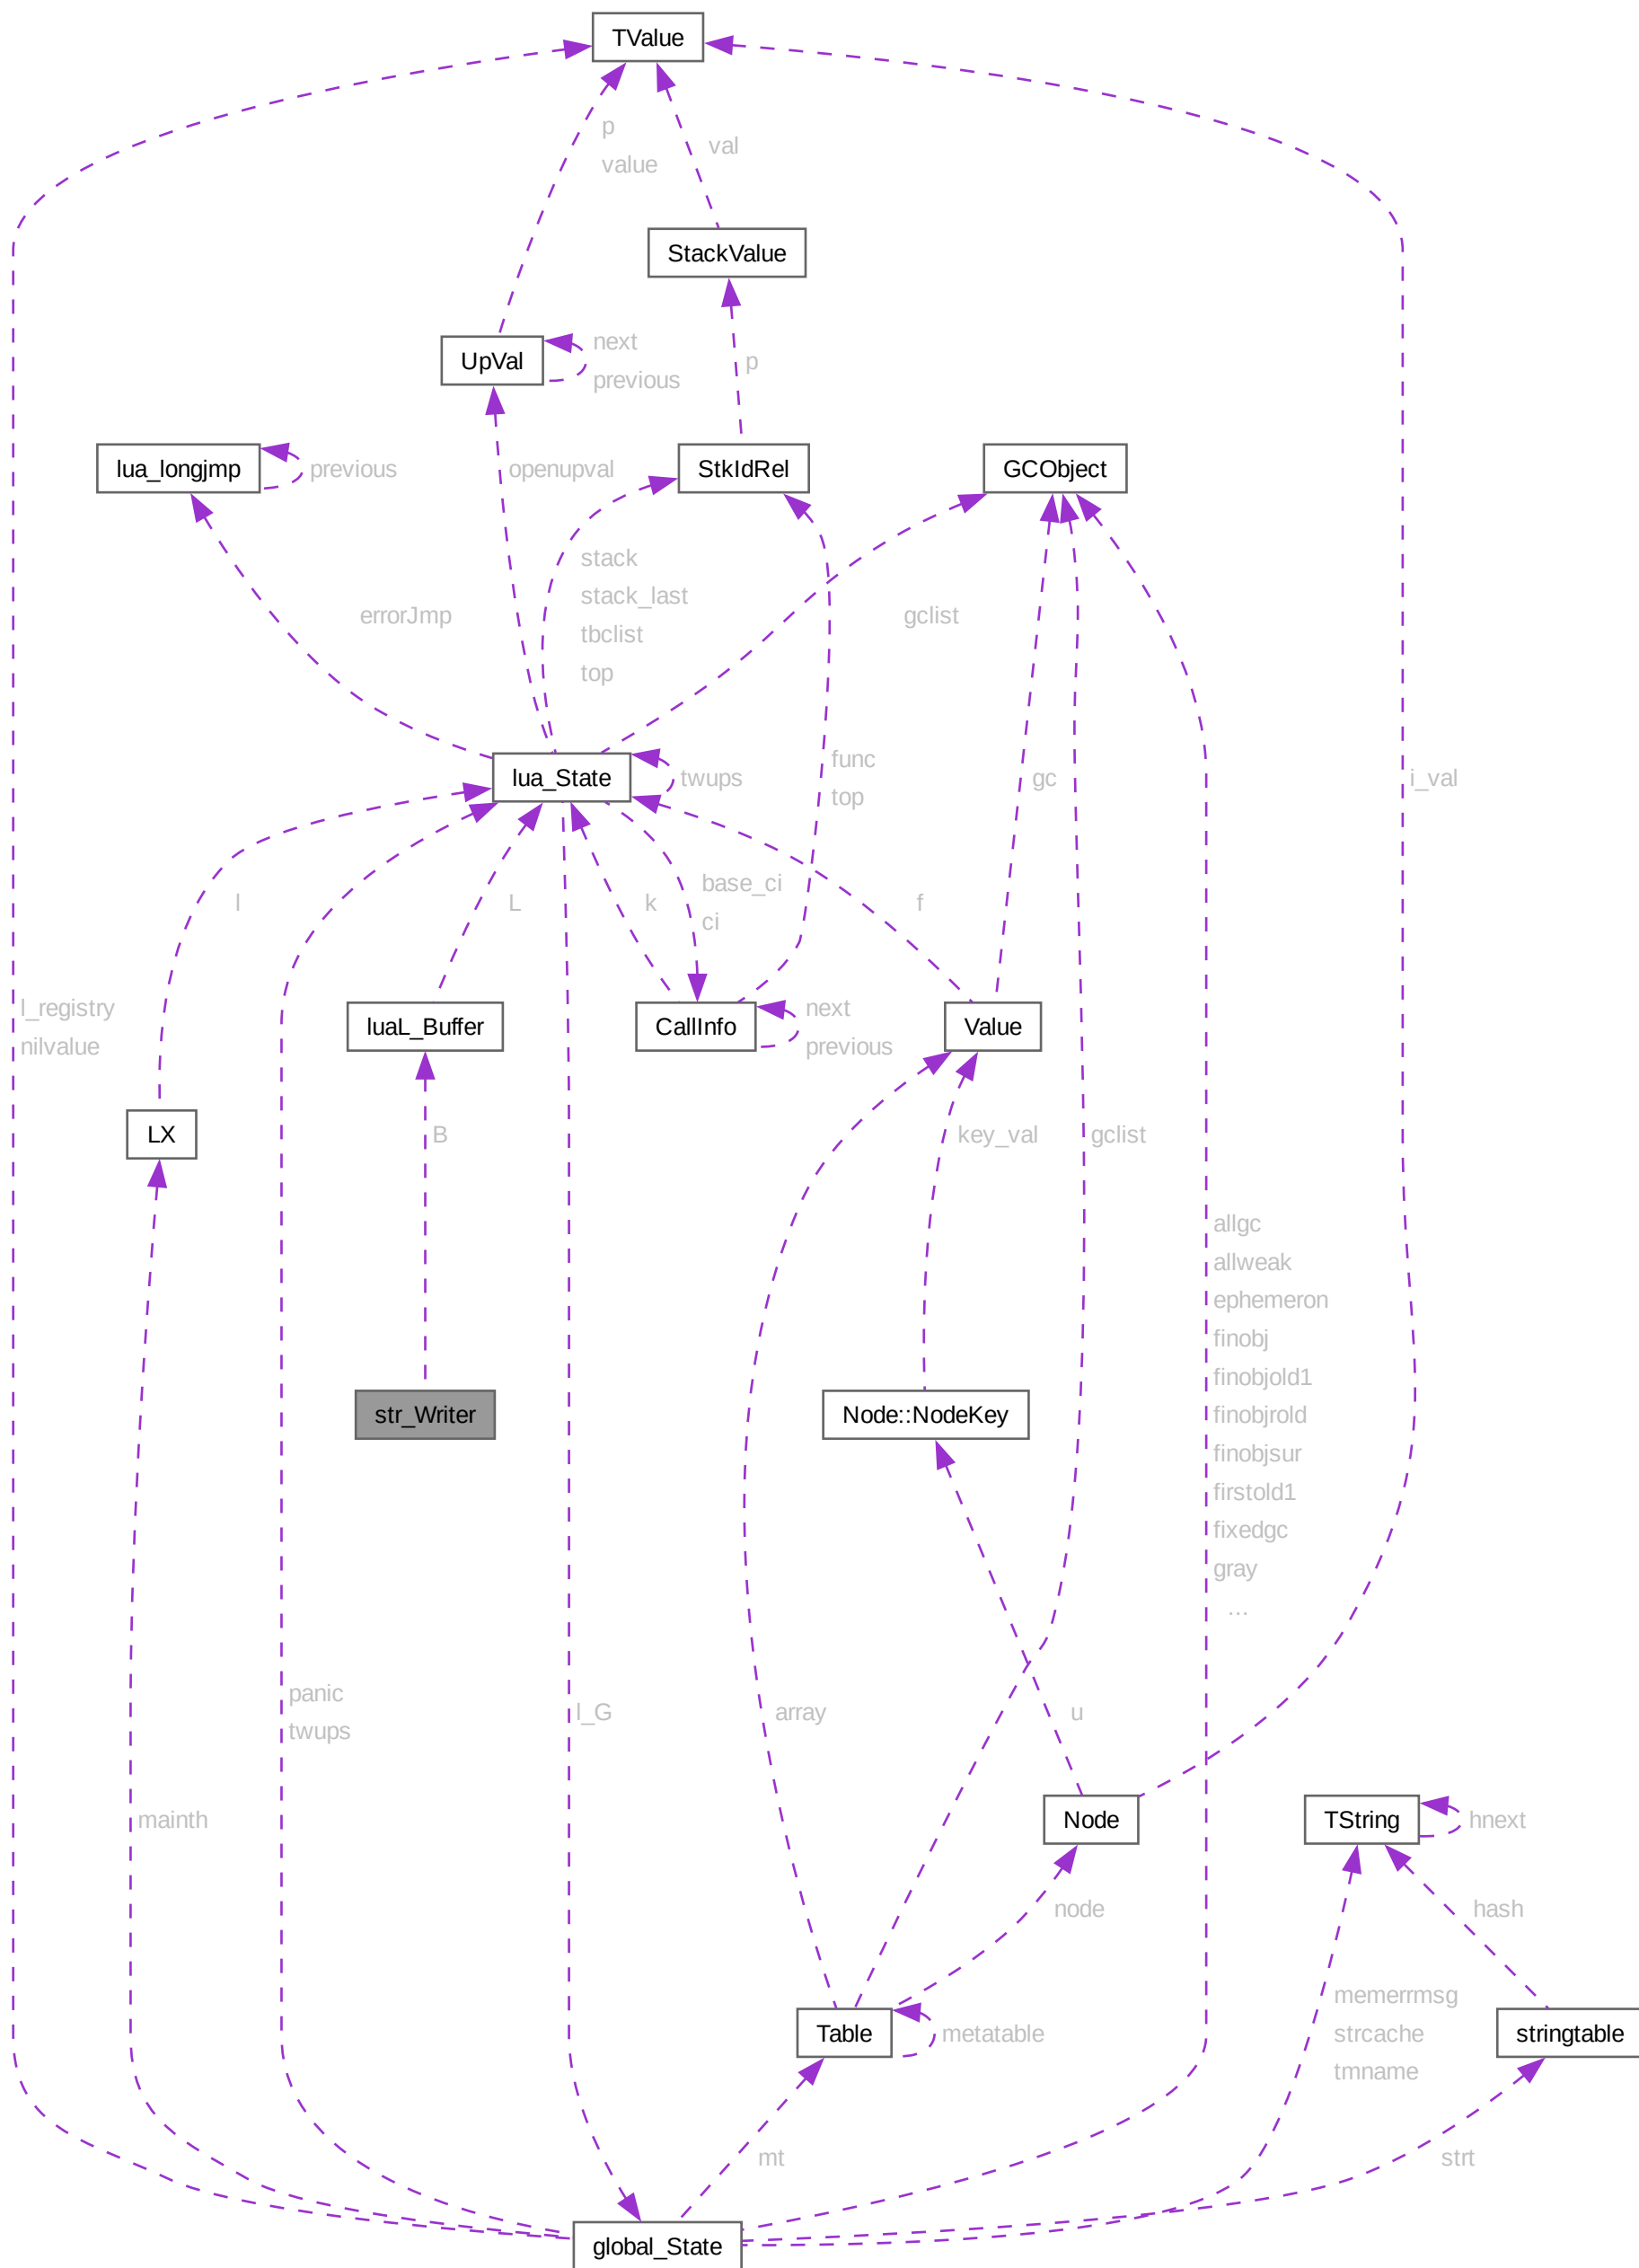 TValue
p
value
val
StackValue
UpVal
next
previous
p
lua_longjmp
previous
openupval
StkIdRel
GCObject
stack
stack_last
tbclist
top
errorJmp
gclist
lua_State
twups
func
top
gc
i_val
l
L
k
base_ci
ci
f
l_registry
nilvalue
luaL_Buffer
CallInfo
next
previous
Value
LX
B
key_val
gclist
allgc
allweak
ephemeron
finobj
finobjold1
finobjrold
finobjsur
firstold1
fixedgc
gray
...
str_Writer
Node::NodeKey
panic
twups
l_G
array
u
mainth
Node
TString
hnext
node
hash
Table
metatable
memerrmsg
strcache
tmname
stringtable
mt
strt
global_State